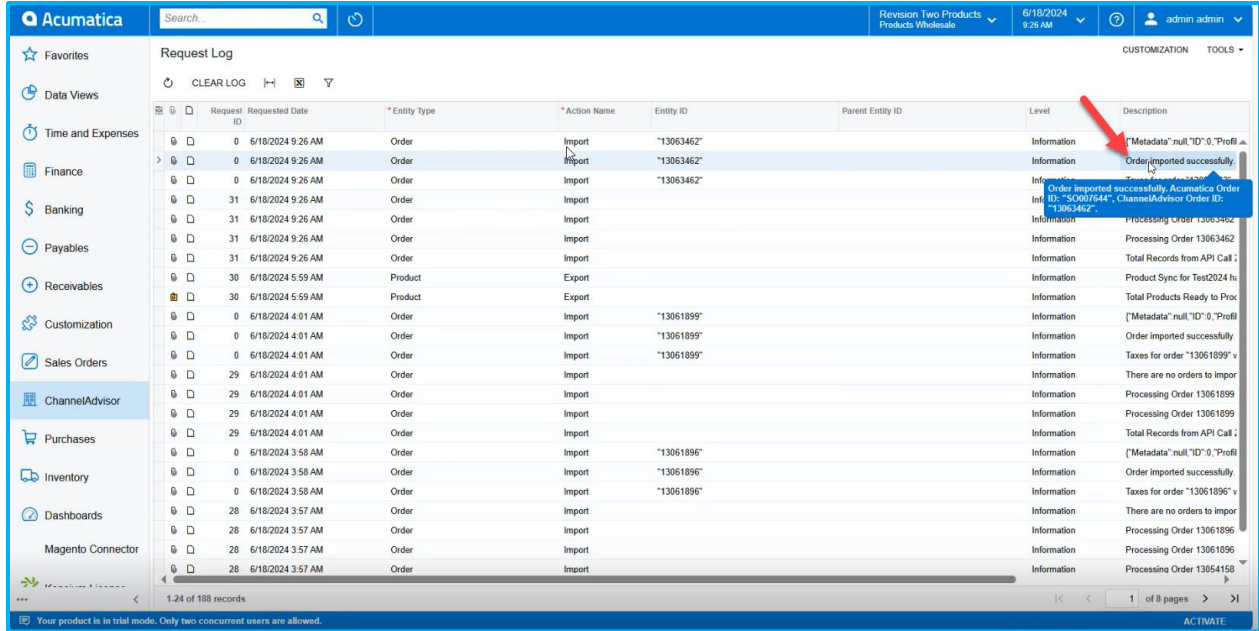 Acumatica
Search...
Revision Two Products
Products Wholesale
6/18/2024
9:26 AM
admin admin
Favorites
Data Views
Time and Expenses
Finance
Banking
Payables
Receivables
Customization
Sales Orders
ChannelAdvisor
Purchases
Inventory
Dashboards
Magento Connector
Request Log
CUSTOMIZATION TOOLS
CLEAR LOG
Request ID Requested Date *Entity Type *Action Name Entity ID Parent Entity ID Level Description
0 6/18/2024 9:26 AM Order Import "13063462" Information {"Metadata":null,"ID":0,"Profil
0 6/18/2024 9:26 AM Order Import "13063462" Information Order imported successfully.
0 6/18/2024 9:26 AM Order Import "13063462"
Order imported successfully. Acumatica Order
ID: "SO007644", ChannelAdvisor Order ID:
"13063462".
31 6/18/2024 9:26 AM Order Import
31 6/18/2024 9:26 AM Order Import Information Processing Order 13063462
31 6/18/2024 9:26 AM Order Import Information Processing Order 13063462
31 6/18/2024 9:26 AM Order Import Information Total Records from API Call
30 6/18/2024 5:59 AM Product Export Information Product Sync for Test2024 ha
30 6/18/2024 5:59 AM Product Export Information Total Products Ready to Proc
0 6/18/2024 4:01 AM Order Import "13061899" Information {"Metadata":null,"ID":0,"Profil
0 6/18/2024 4:01 AM Order Import "13061899" Information Order imported successfully.
0 6/18/2024 4:01 AM Order Import "13061899" Information Taxes for order "13061899" w
29 6/18/2024 4:01 AM Order Import Information There are no orders to impor
29 6/18/2024 4:01 AM Order Import Information Processing Order 13061899
29 6/18/2024 4:01 AM Order Import Information Processing Order 13061899
29 6/18/2024 4:01 AM Order Import Information Total Records from API Call
0 6/18/2024 3:58 AM Order Import "13061896" Information {"Metadata":null,"ID":0,"Profil
0 6/18/2024 3:58 AM Order Import "13061896" Information Order imported successfully.
0 6/18/2024 3:58 AM Order Import "13061896" Information Taxes for order "13061896" w
28 6/18/2024 3:57 AM Order Import Information There are no orders to impor
28 6/18/2024 3:57 AM Order Import Information Processing Order 13061896
28 6/18/2024 3:57 AM Order Import Information Processing Order 13061896
28 6/18/2024 3:57 AM Order Import Information Processing Order 13054158
1-24 of 188 records
1 of 8 pages
Your product is in trial mode. Only two concurrent users are allowed.
ACTIVATE